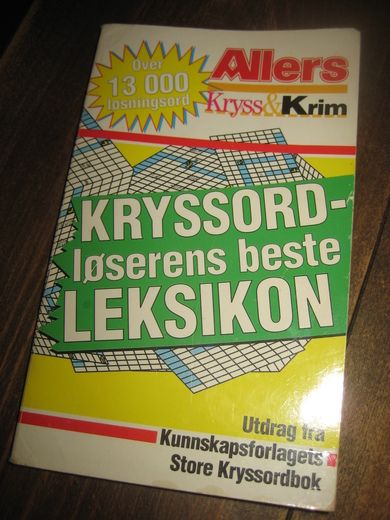 Over
13 000
løsningsord
Allers
Kryss&Krim
KRYSSORD-
løserens beste
LEKSIKON
Utdrag fra
Kunnskapsforlagets
Store Kryssordbok